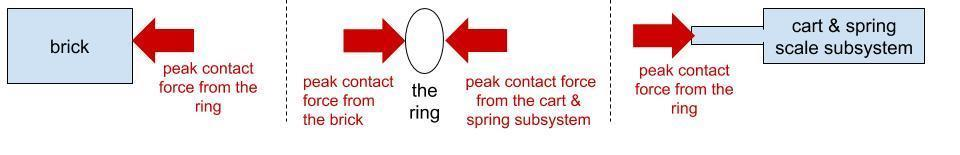 brick
peak contact
force from the
ring
peak contact
force from
the brick
the
ring
peak contact force
from the cart &
spring subsystem
peak contact
force from the
ring
cart & spring
scale subsystem